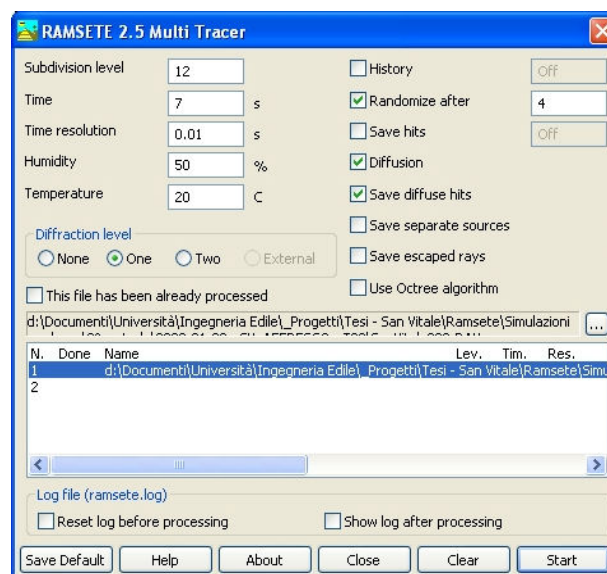 RAMSETE 2.5 Multi Tracer
Subdivision level 12
Time 7 s
Time resolution 0.01 s
Humidity 50 %
Temperature 20 C
History Off
Randomize after 4
Save hits Off
Diffusion
Save diffuse hits
Save separate sources
Save escaped rays
Use Octree algorithm
Diffraction level
None One Two External
This file has been already processed
d:\Documenti\Università\Ingegneria Edile\_Progetti\Tesi - San Vitale\Ramsete\Simulazioni
...
N. Done Name Lev. Tim. Res.
1 d:\Documenti\Università\Ingegneria Edile\_Progetti\Tesi - San Vitale\Ramsete\Simu
2
Log file (ramsete.log)
Reset log before processing Show log after processing
Save Default Help About Close Clear Start